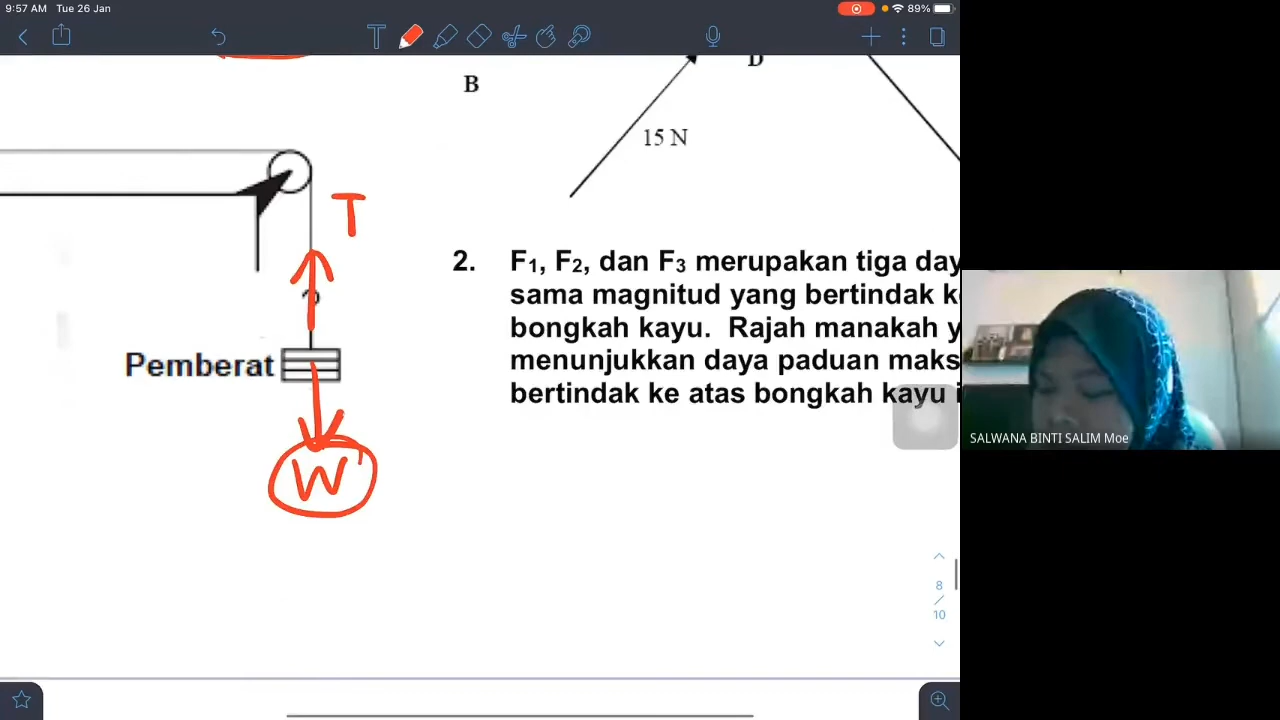 9:57 AM Tue 26 Jan
89%
T
B
D
15 N
T
Pemberat
W
2. F1, F2, dan F3 merupakan tiga day
sama magnitud yang bertindak k
bongkah kayu. Rajah manakah y
menunjukkan daya paduan maks
bertindak ke atas bongkah kayu i
SALWANA BINTI SALIM Moe
8
/
10